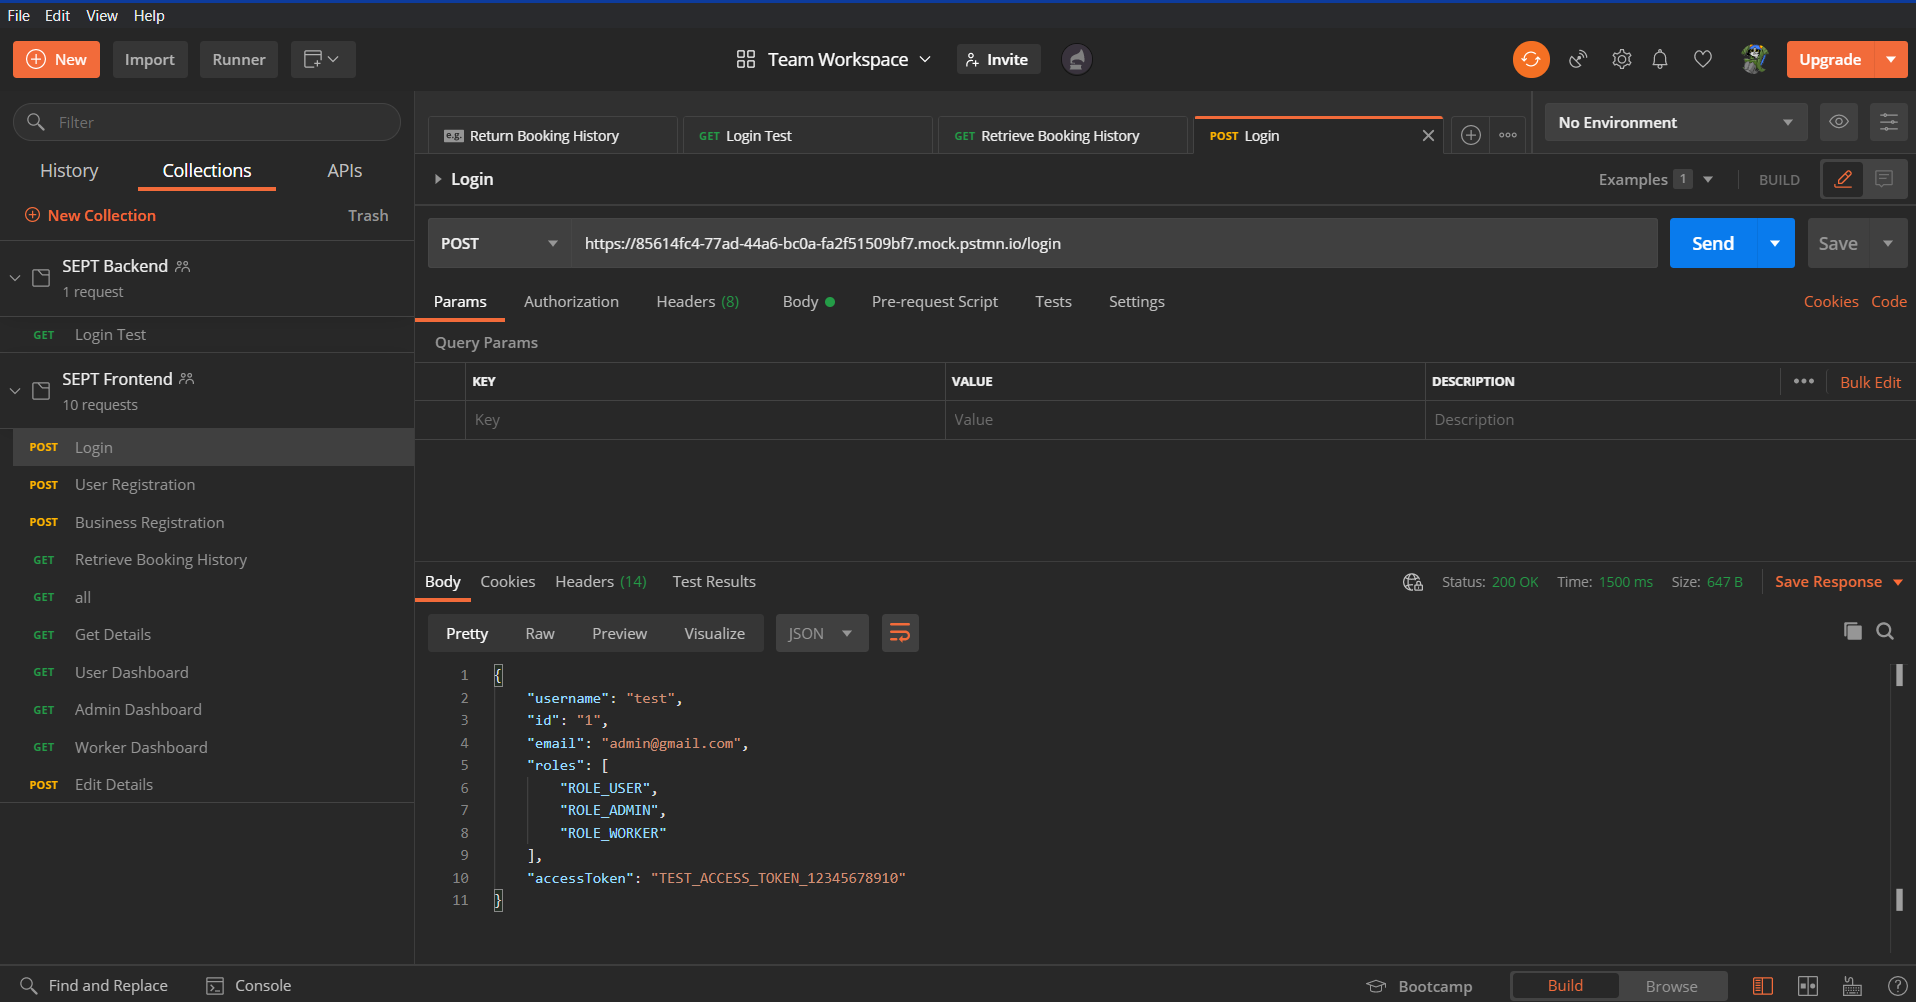 File Edit View Help
New Import Runner Team Workspace Invite Upgrade
Filter
History Collections APIs
New Collection Trash
SEPT Backend
1 request
GET Login Test
SEPT Frontend
10 requests
POST Login
POST User Registration
POST Business Registration
GET Retrieve Booking History
GET all
GET Get Details
GET User Dashboard
GET Admin Dashboard
GET Worker Dashboard
POST Edit Details
e.g. Return Booking History GET Login Test GET Retrieve Booking History POST Login No Environment
Login Examples 1 BUILD
POST https://85614fc4-77ad-44a6-bc0a-fa2f51509bf7.mock.pstmn.io/login Send Save
Params Authorization Headers (8) Body Pre-request Script Tests Settings Cookies Code
Query Params
KEY VALUE DESCRIPTION Bulk Edit
Key Value Description
Body Cookies Headers (14) Test Results Status: 200 OK Time: 1500 ms Size: 647 B Save Response
Pretty Raw Preview Visualize JSON
1 {
2 "username": "test",
3 "id": "1",
4 "email": "admin@gmail.com",
5 "roles": [
6 "ROLE_USER",
7 "ROLE_ADMIN",
8 "ROLE_WORKER"
9 ],
10 "accessToken": "TEST_ACCESS_TOKEN_12345678910"
11 }
Find and Replace Console Bootcamp Build Browse